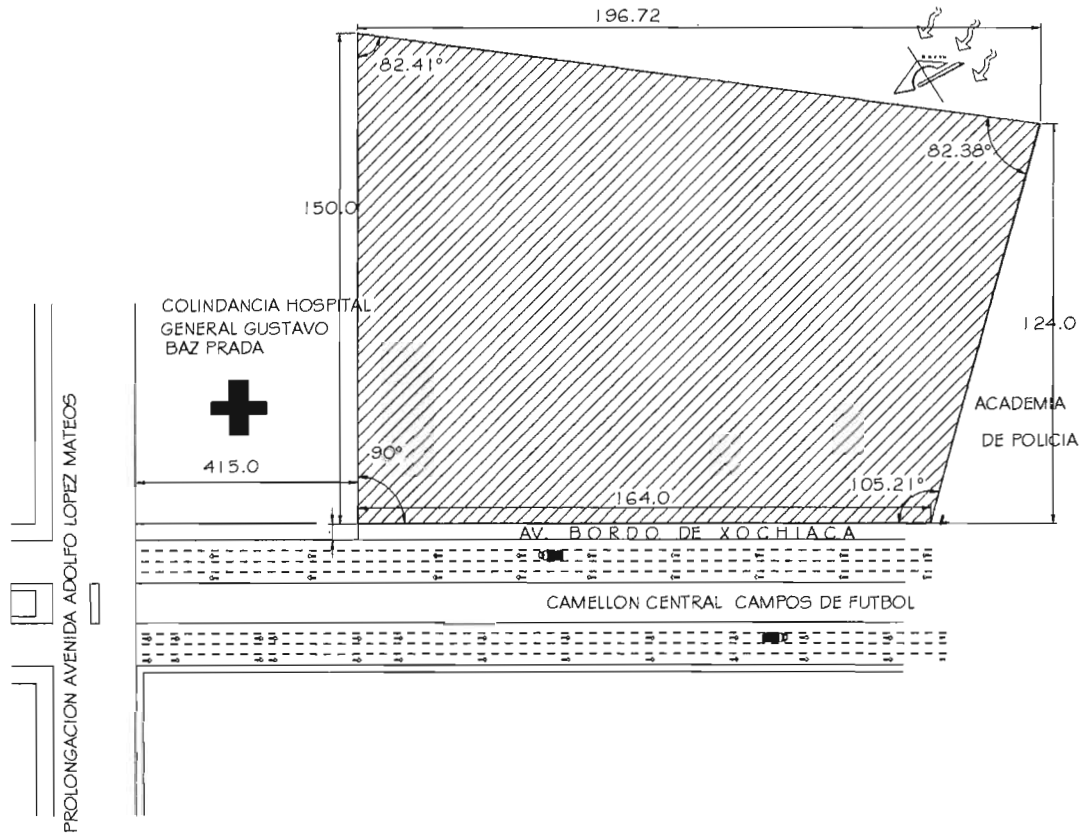 196.72
82.41°
82.38°
150.0
COLINDANCIA HOSPITAL
GENERAL GUSTAVO
BAZ PRADA
124.0
ACADEMIA
DE POLICIA
90°
415.0
164.0
105.21°
AV. BORDO DE XOCHIACA
CAMELLON CENTRAL CAMPOS DE FUTBOL
PROLONGACION AVENIDA ADOLFO LOPEZ MATEOS